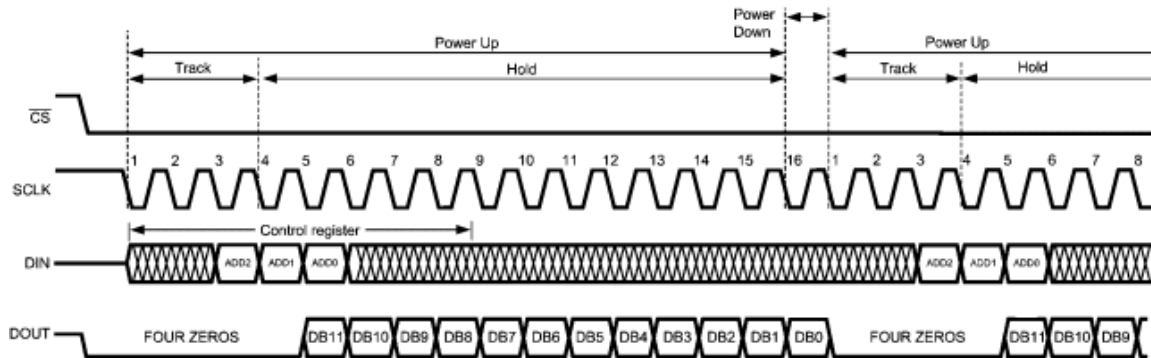 Power Down
Power Up
Power Up
Track
Hold
Track
Hold
CS
SCLK
1 2 3 4 5 6 7 8 9 10 11 12 13 14 15 16 1 2 3 4 5 6 7 8
Control register
DIN
ADD2 ADD1 ADD0 ADD2 ADD1 ADD0
DOUT
FOUR ZEROS DB11 DB10 DB9 DB8 DB7 DB6 DB5 DB4 DB3 DB2 DB1 DB0 FOUR ZEROS DB11 DB10 DB9